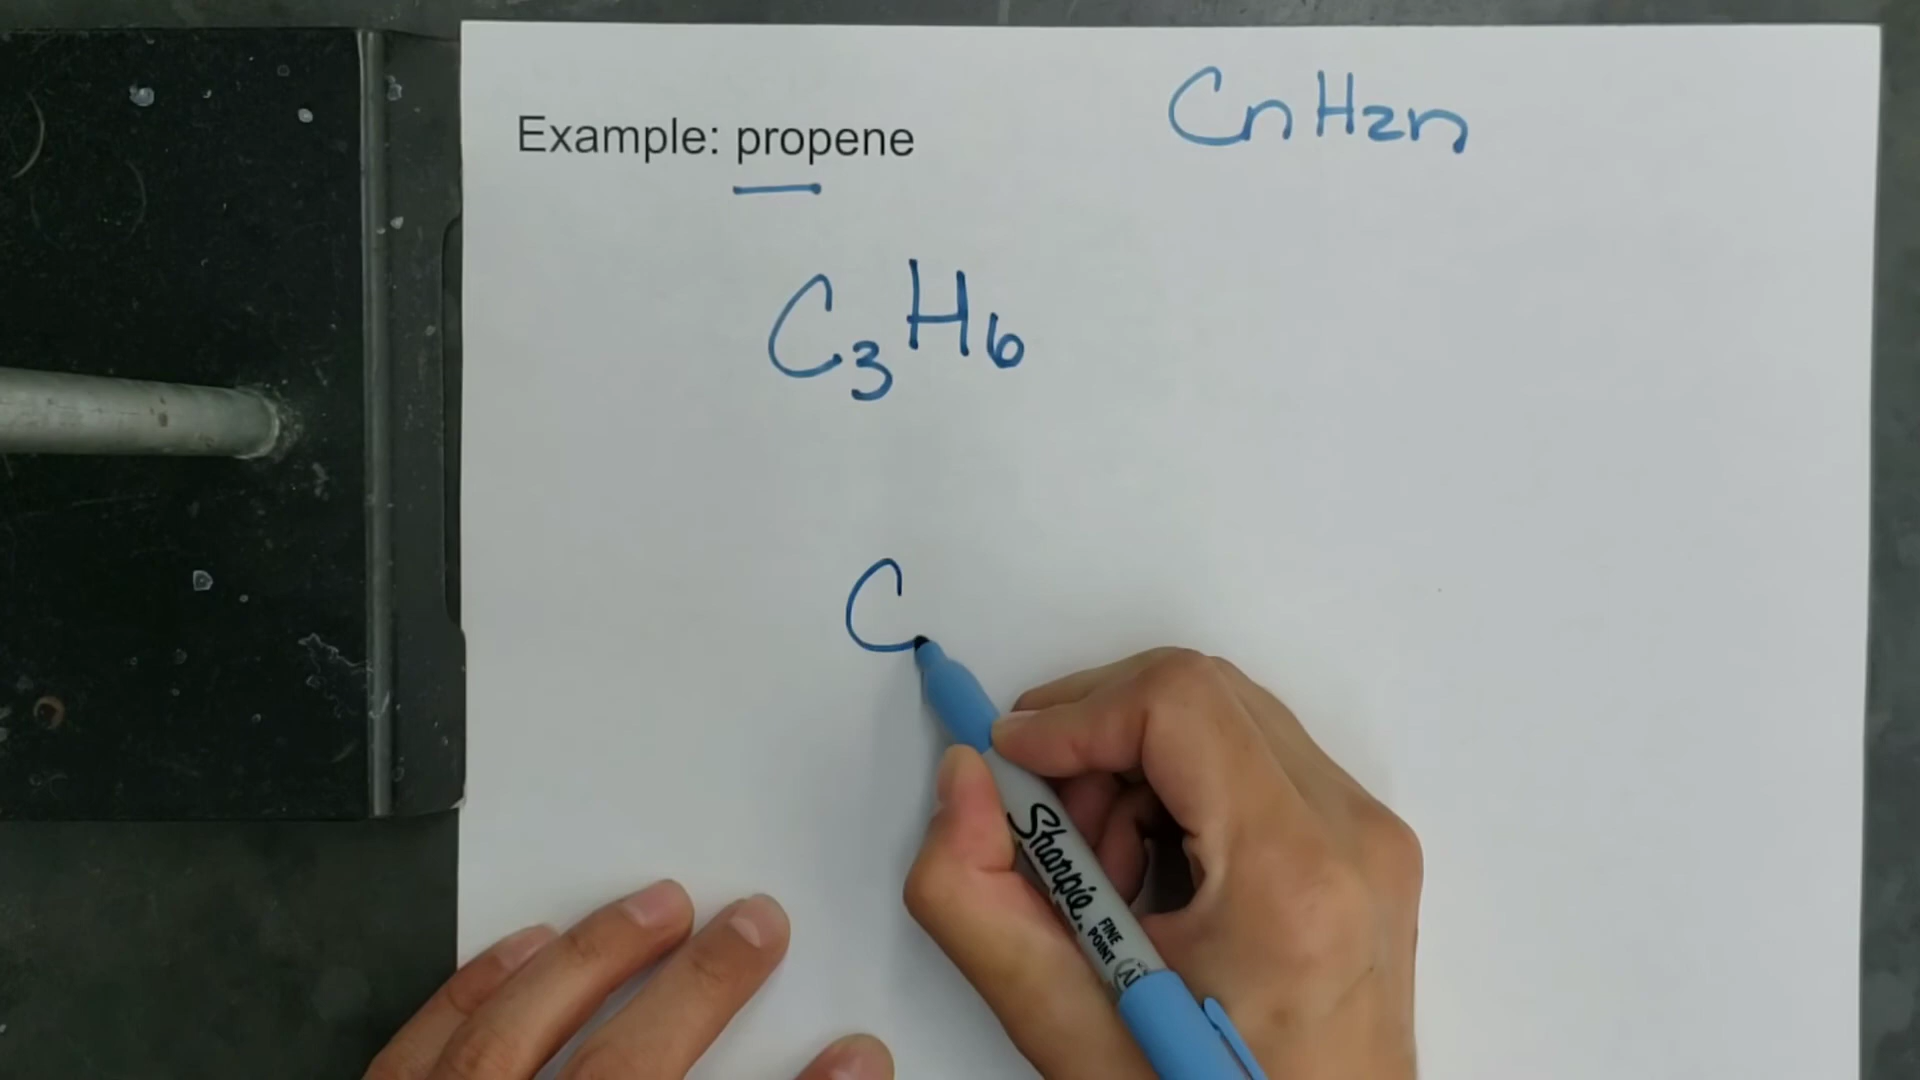 Example: propene
CnH2n
C3H6
C
Sharpie.
FINE
POINT